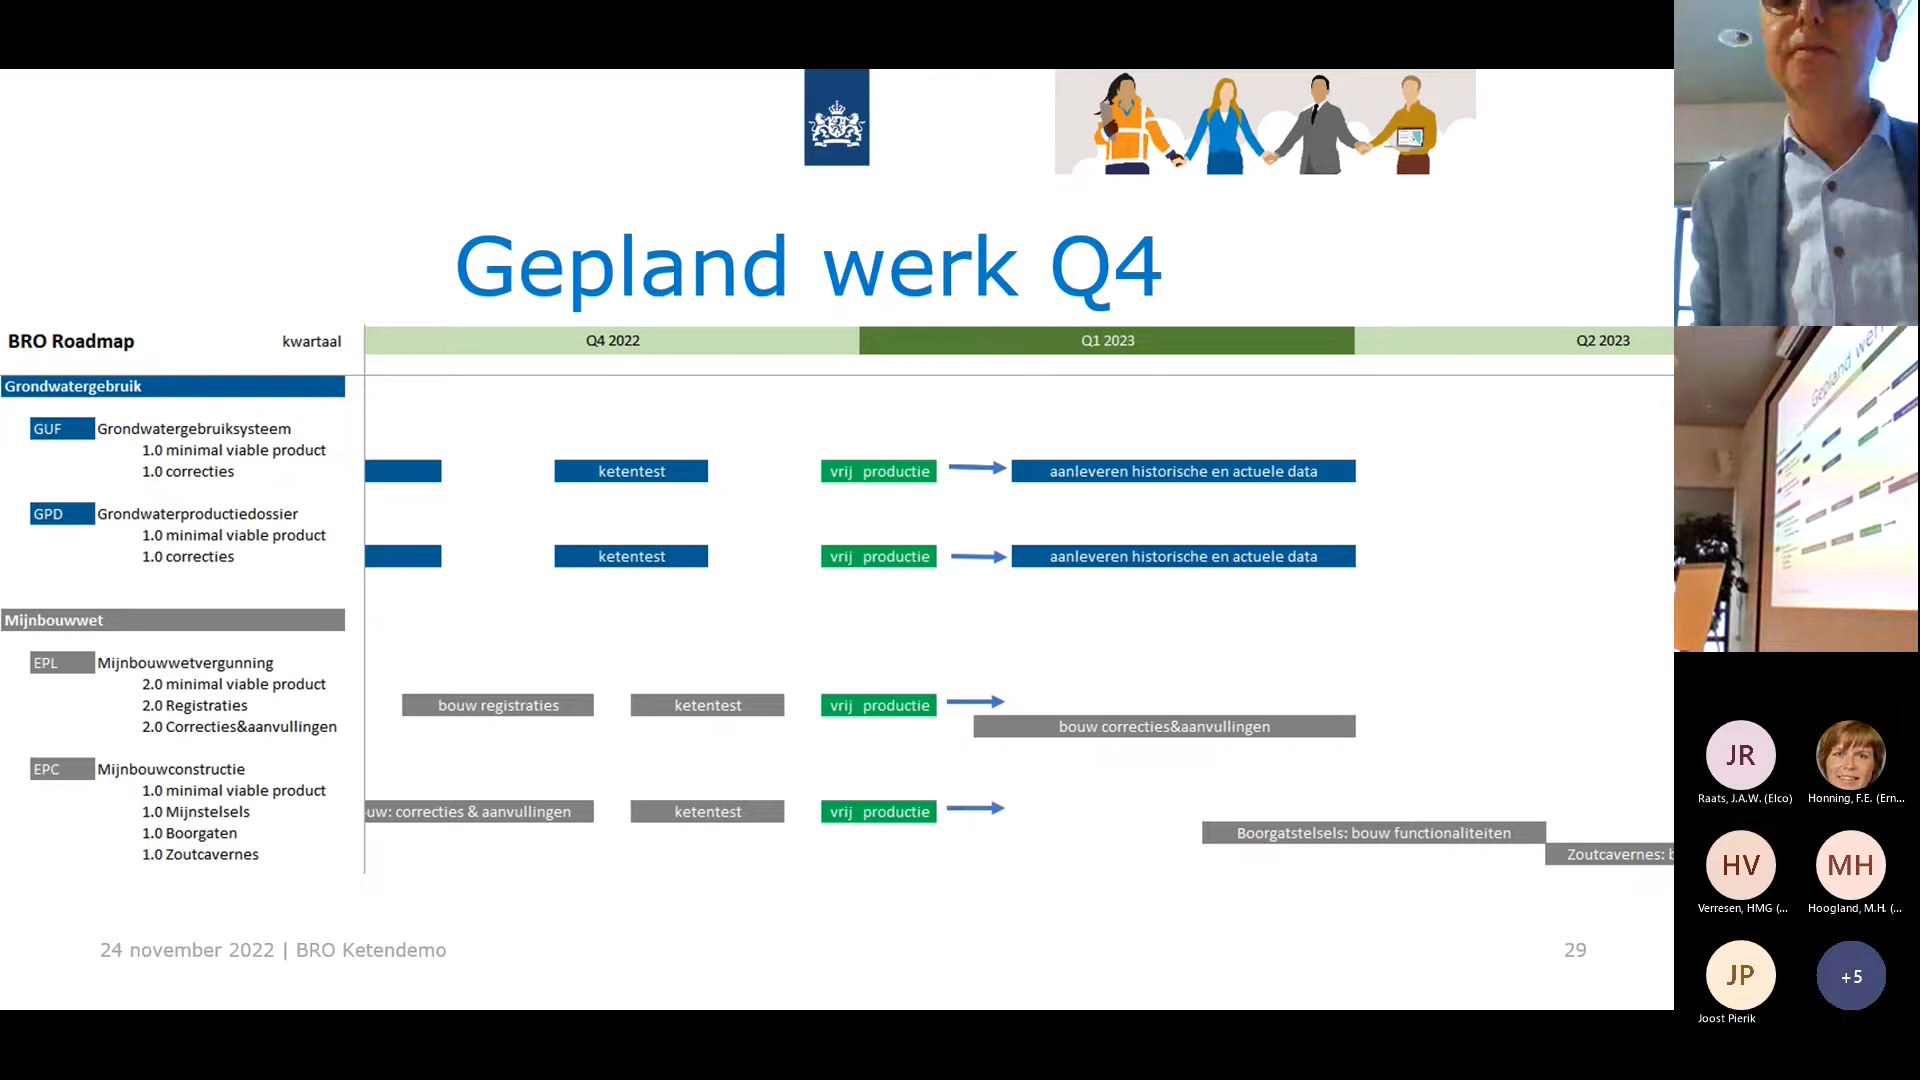 Gepland werk Q4
BRO Roadmap kwartaal Q4 2022 Q1 2023 Q2 2023
Grondwatergebruik
GUF Grondwatergebruiksysteem
1.0 minimal viable product
1.0 correcties ketentest vrij productie aanleveren historische en actuele data
GPD Grondwaterproductiedossier
1.0 minimal viable product
1.0 correcties ketentest vrij productie aanleveren historische en actuele data
Mijnbouwwet
EPL Mijnbouwwetvergunning
2.0 minimal viable product
2.0 Registraties bouw registraties ketentest vrij productie
2.0 Correcties&aanvullingen bouw correcties&aanvullingen
EPC Mijnbouwconstructie
1.0 minimal viable product
1.0 Mijnstelsels uw: correcties & aanvullingen ketentest vrij productie
1.0 Boorgaten Boorgatstelsels: bouw functionaliteiten
1.0 Zoutcavernes Zoutcavernes: b
24 november 2022 | BRO Ketendemo 29
Gepland wer
JR
Raats, J.A.W. (Elco) Honning, F.E. (Ern...
HV MH
Verresen, HMG (... Hoogland, M.H. (...
JP +5
Joost Pierik